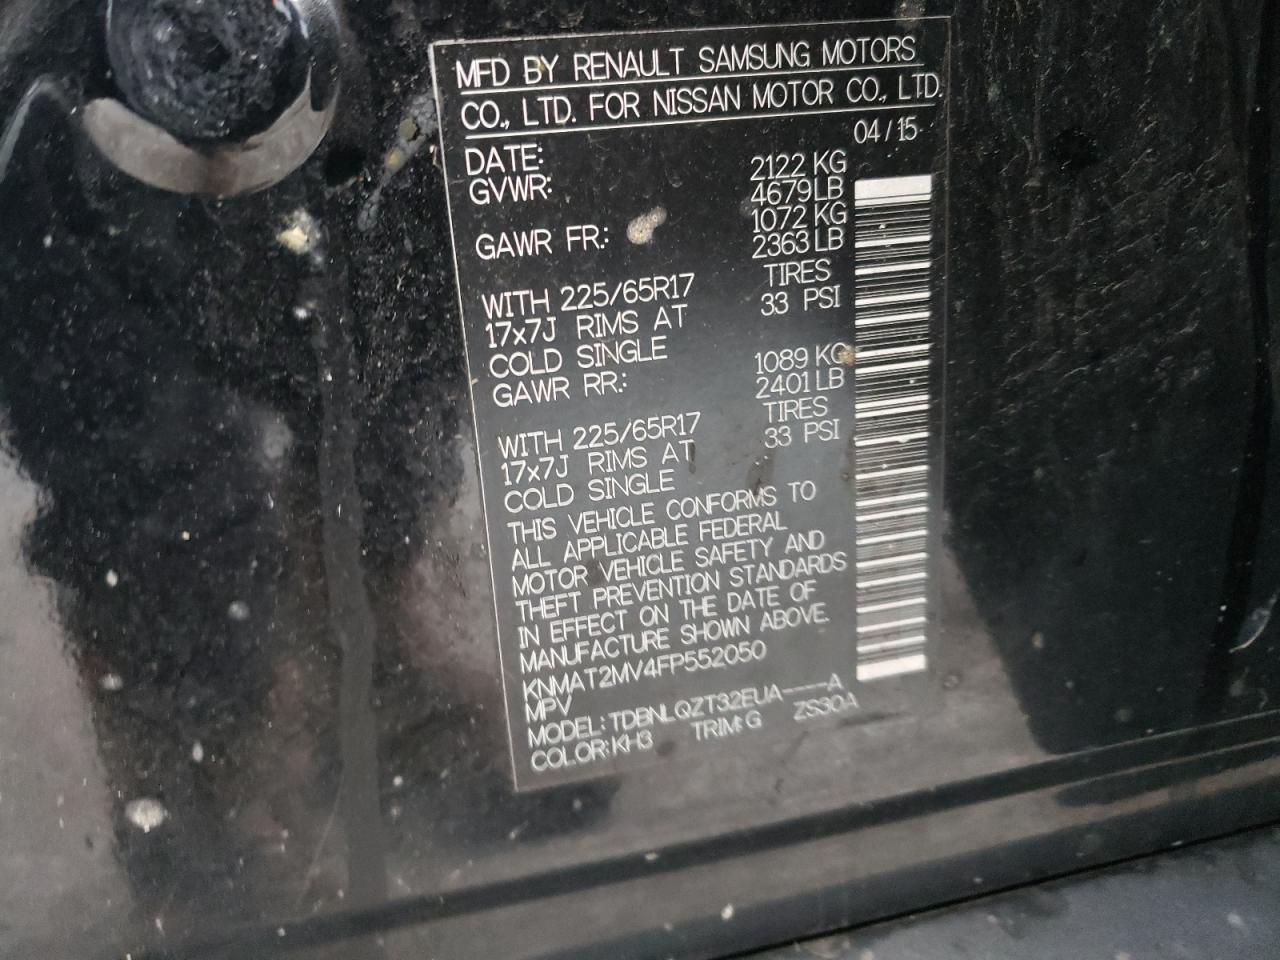 MFD BY RENAULT SAMSUNG MOTORS
CO., LTD. FOR NISSAN MOTOR CO., LTD.
DATE: 04/15
GVWR: 2122 KG
4679 LB
GAWR FR.: 1072 KG
2363 LB
WITH 225/65R17 TIRES
17x7J RIMS AT 33 PSI
COLD SINGLE
GAWR RR.: 1089 KG
2401 LB
WITH 225/65R17 TIRES
17x7J RIMS AT 33 PSI
COLD SINGLE
THIS VEHICLE CONFORMS TO
ALL APPLICABLE FEDERAL
MOTOR VEHICLE SAFETY AND
THEFT PREVENTION STANDARDS
IN EFFECT ON THE DATE OF
MANUFACTURE SHOWN ABOVE.
KNMAT2MV4FP552050
MPV
MODEL: TDBNLQZT32EUA----A
COLOR: KH3 TRIM: G ZS30A